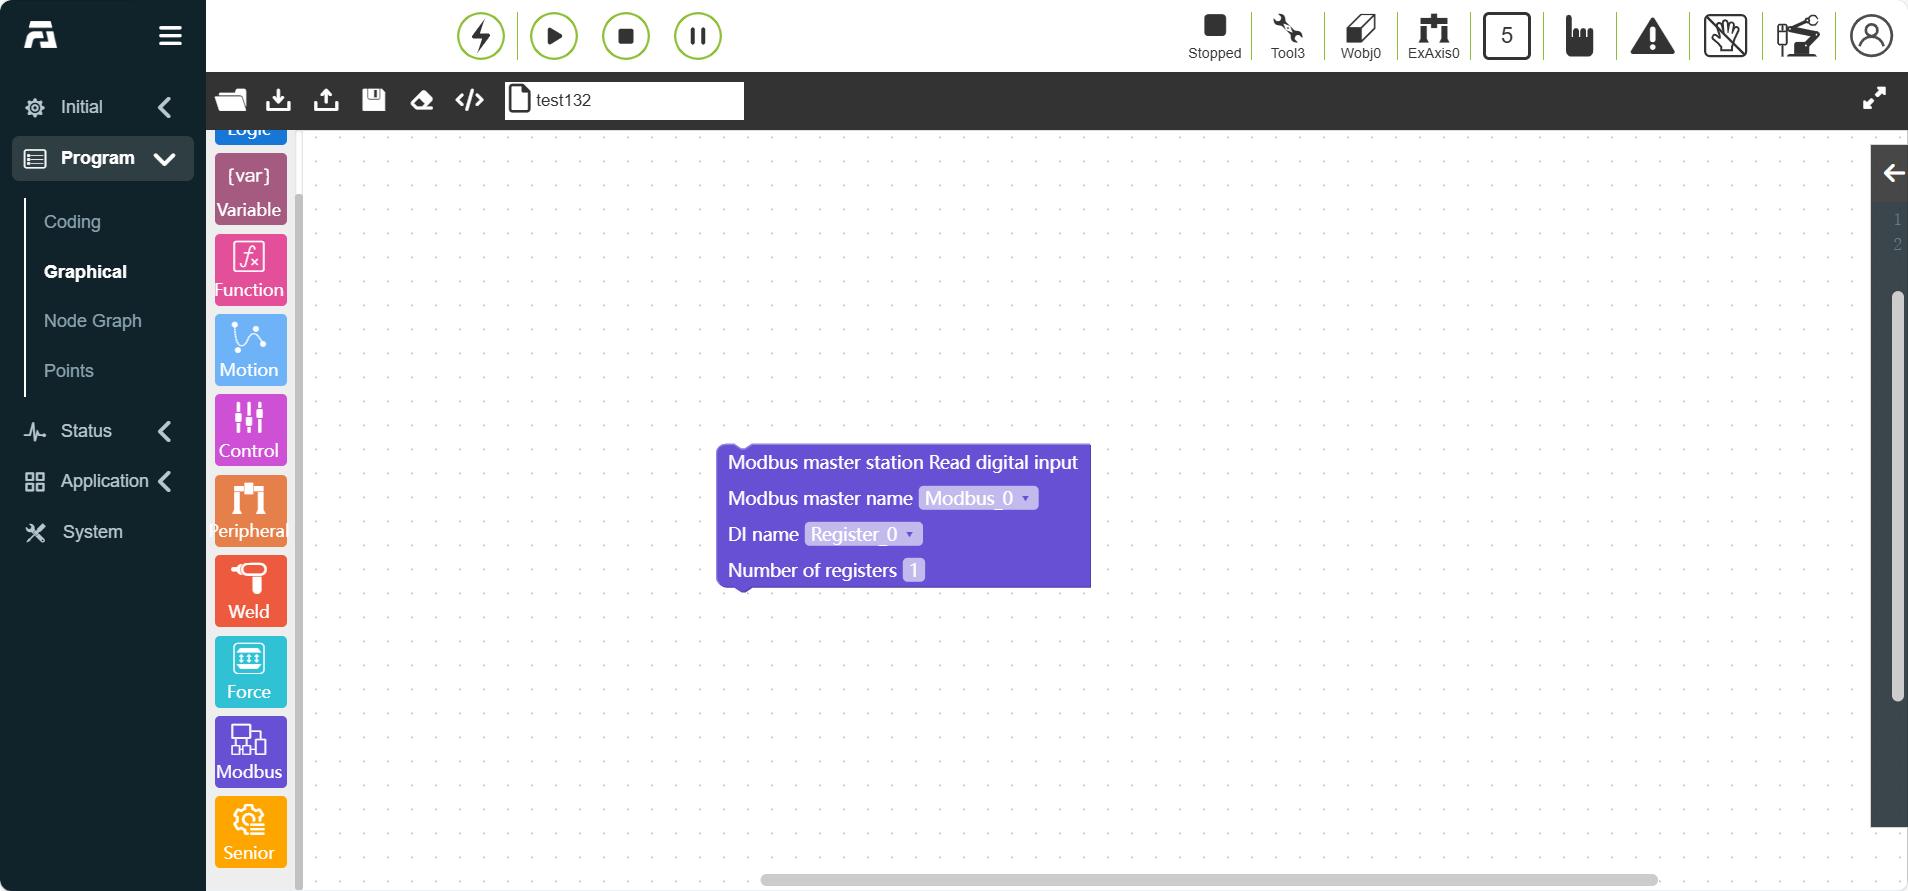 Stopped
Tool3
Wobj0
ExAxis0
5
Initial
Program
Coding
Graphical
Node Graph
Points
Status
Application
System
test132
Logic
{var}
Variable
fx
Function
Motion
Control
Peripheral
Weld
Force
Modbus
Senior
Modbus master station Read digital input
Modbus master name Modbus_0
DI name Register_0
Number of registers 1
1
2